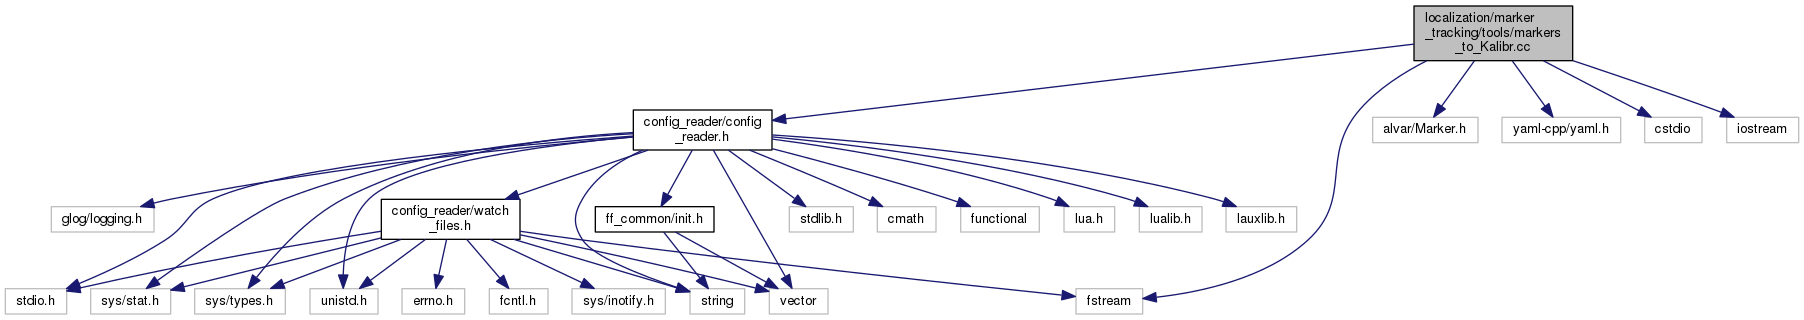 localization/marker
_tracking/tools/markers
_to_Kalibr.cc
config_reader/config
_reader.h
alvar/Marker.h
yaml-cpp/yaml.h
cstdio
iostream
glog/logging.h
config_reader/watch
_files.h
ff_common/init.h
stdlib.h
cmath
functional
lua.h
lualib.h
lauxlib.h
stdio.h
sys/stat.h
sys/types.h
unistd.h
errno.h
fcntl.h
sys/inotify.h
string
vector
fstream